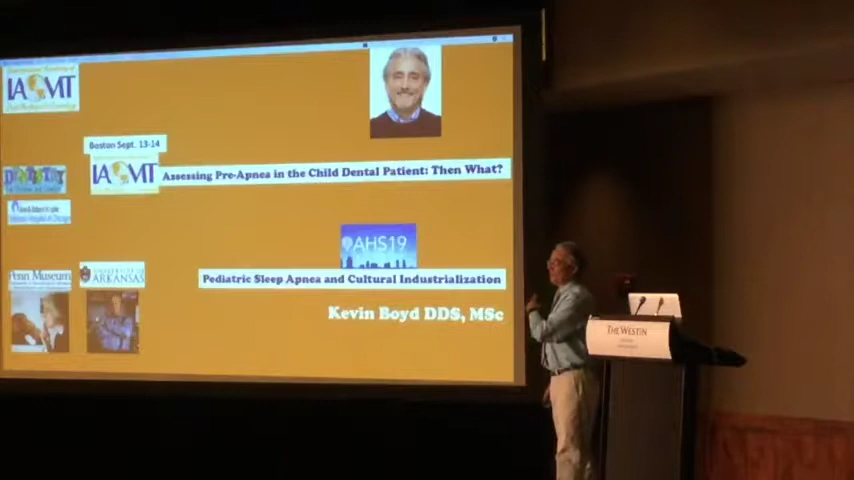 IAOMT
Boston Sept. 13-14
IAOMT
Assessing Pre-Apnea in the Child Dental Patient: Then What?
AHS19
Penn Museum
UNIVERSITY OF
ARKANSAS
Pediatric Sleep Apnea and Cultural Industrialization
Kevin Boyd DDS, MSc
THE WESTIN